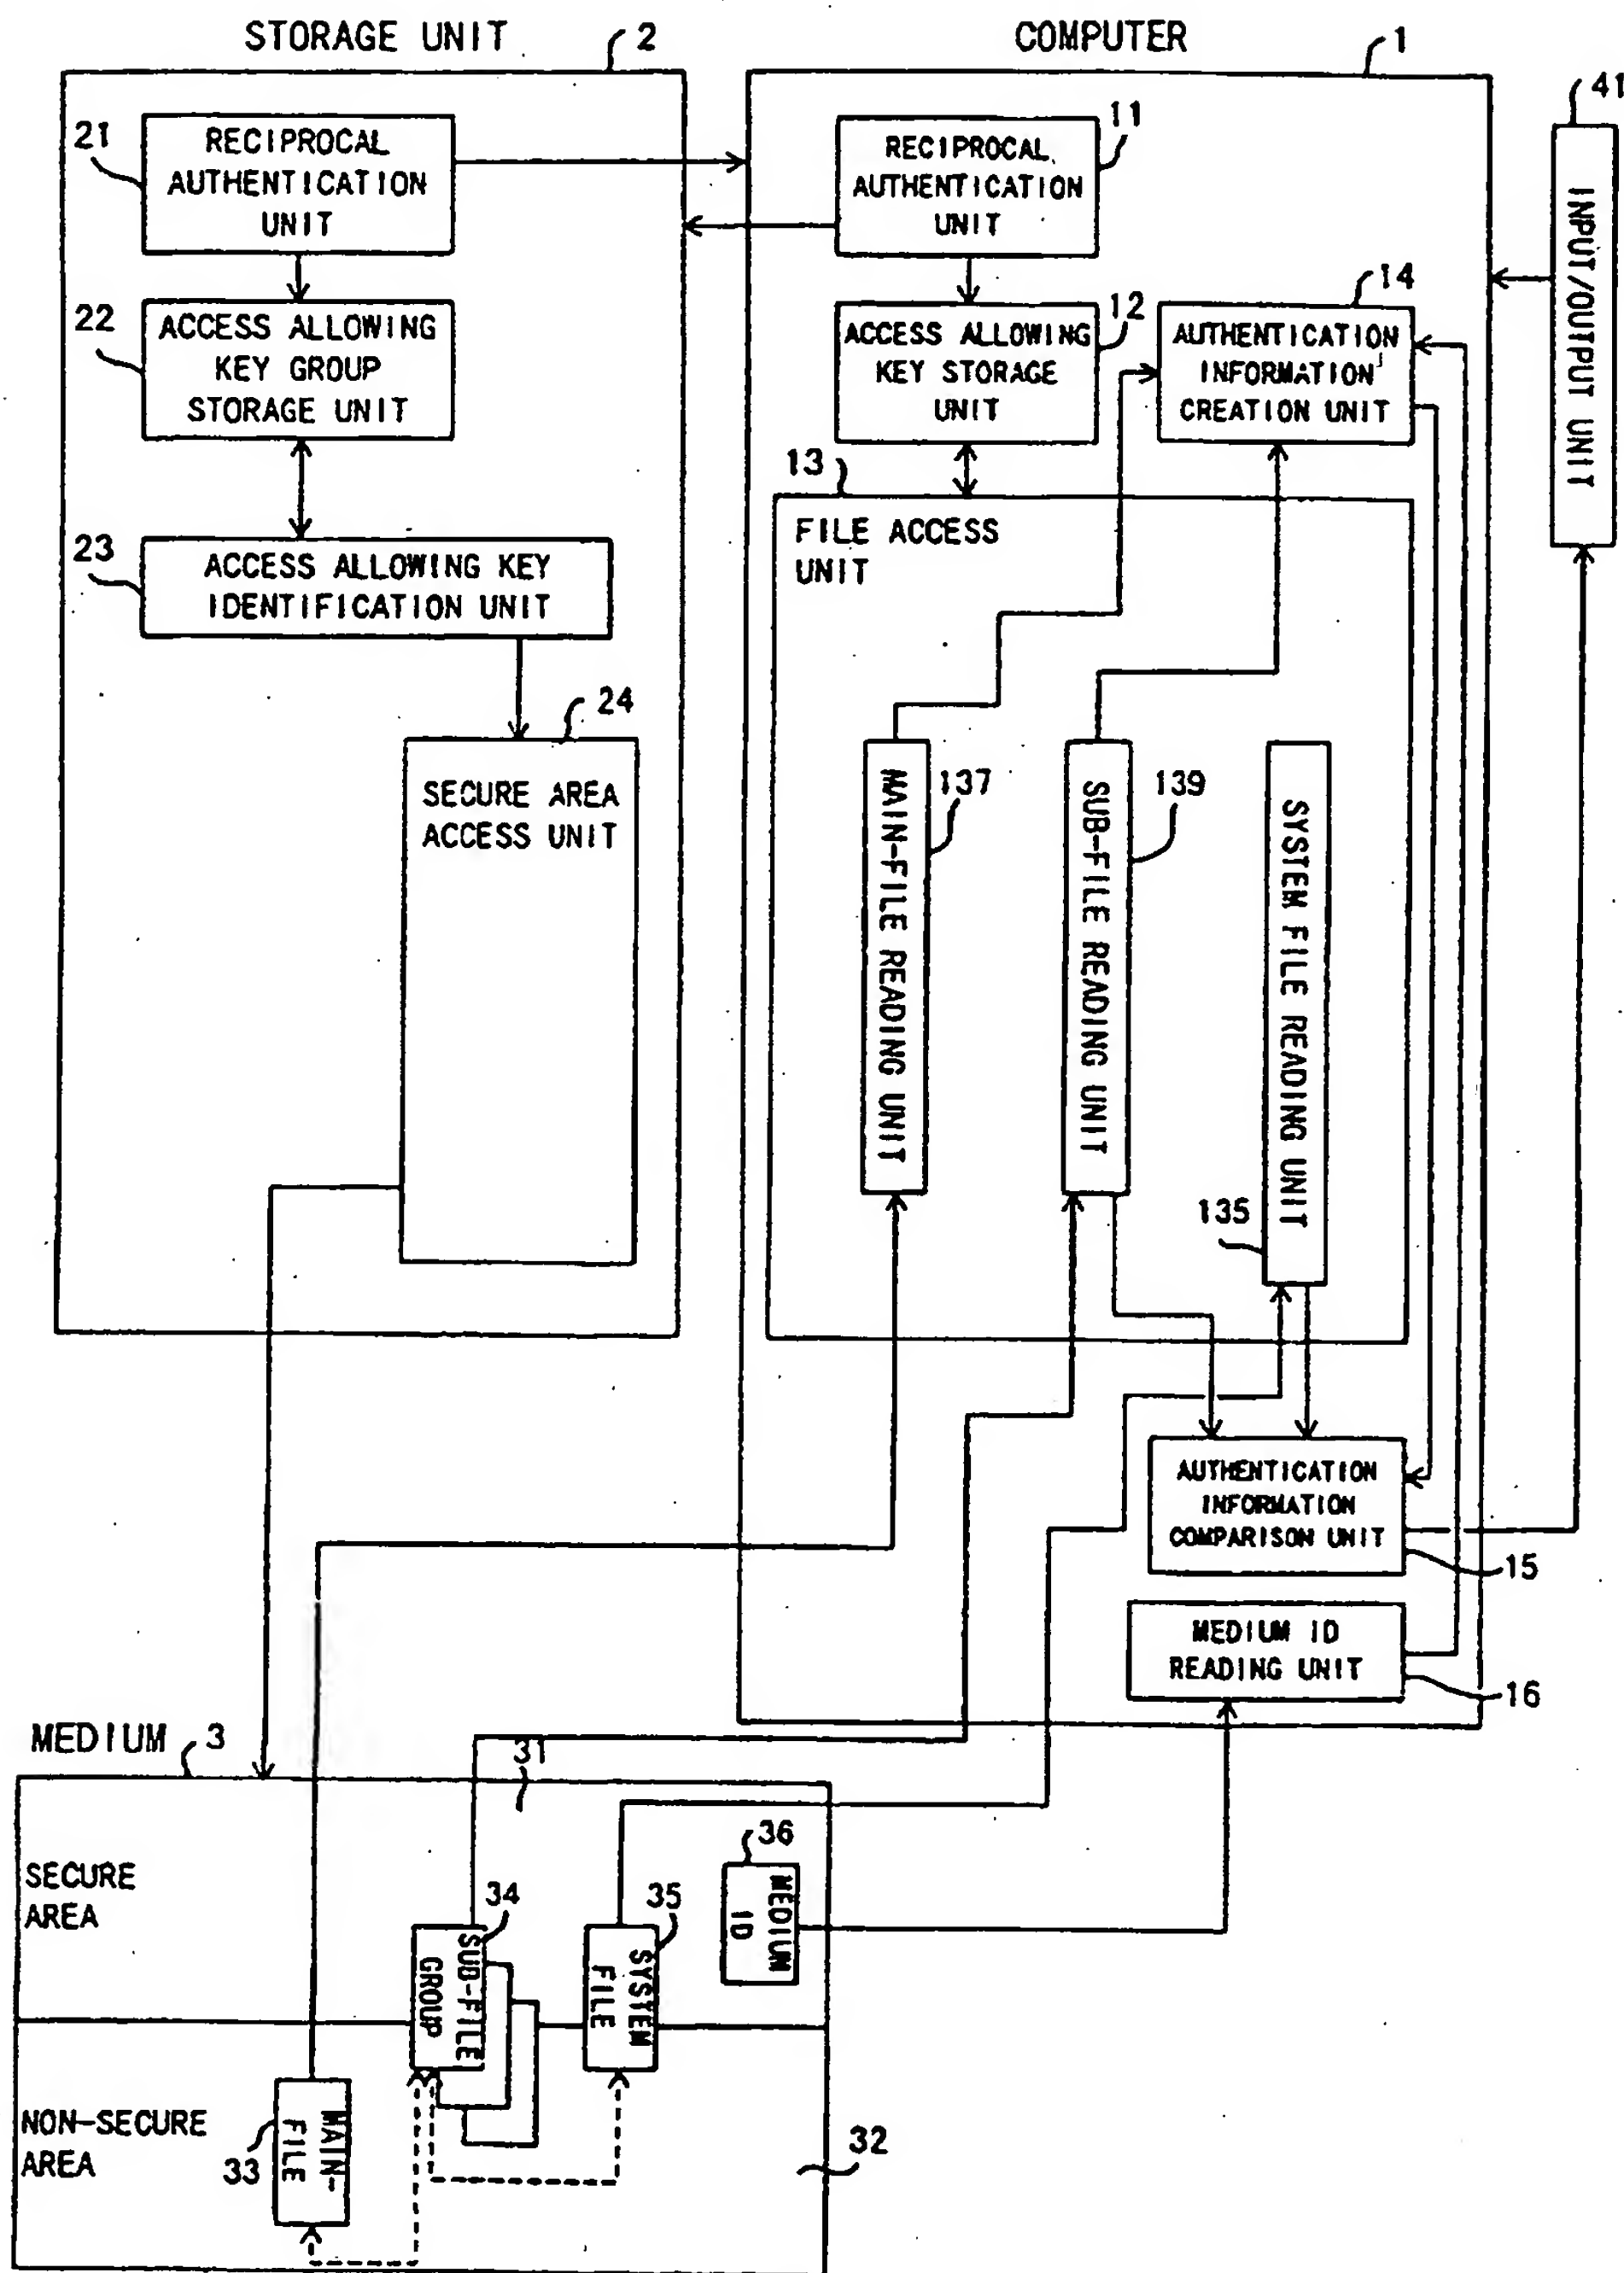 STORAGE UNIT
2
COMPUTER
1
41
INPUT/OUTPUT UNIT
21
RECIPROCAL
AUTHENTICATION
UNIT
11
RECIPROCAL
AUTHENTICATION
UNIT
22
ACCESS ALLOWING
KEY GROUP
STORAGE UNIT
12
ACCESS ALLOWING
KEY STORAGE
UNIT
14
AUTHENTICATION
INFORMATION
CREATION UNIT
13
FILE ACCESS
UNIT
23
ACCESS ALLOWING KEY
IDENTIFICATION UNIT
24
SECURE AREA
ACCESS UNIT
MAIN-FILE READING UNIT
137
SUB-FILE READING UNIT
139
SYSTEM FILE READING UNIT
135
AUTHENTICATION
INFORMATION
COMPARISON UNIT
15
MEDIUM ID
READING UNIT
16
MEDIUM
3
31
SECURE
AREA
34
SUB-FILE
GROUP
35
SYSTEM
FILE
36
MEDIUM
ID
NON-SECURE
AREA
33
MAIN-
FILE
32